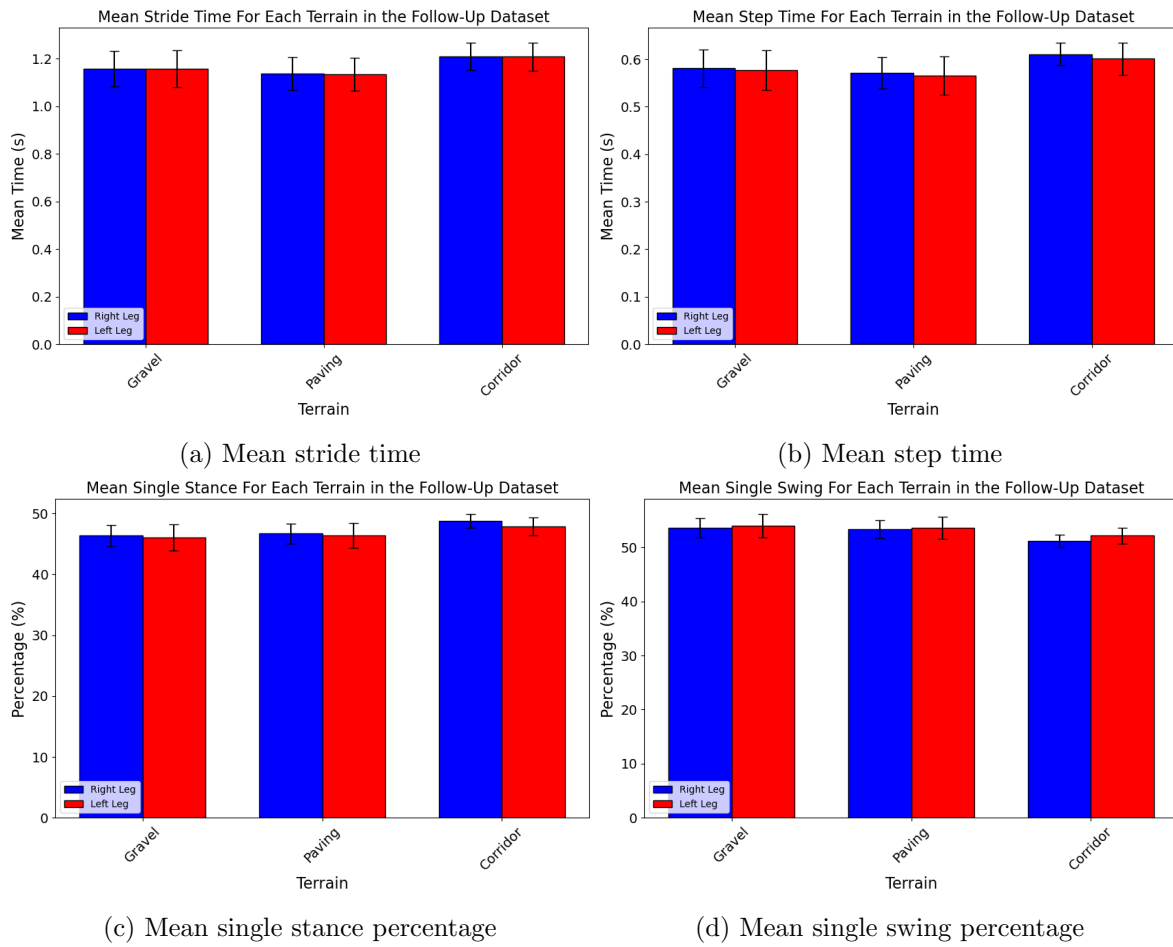 Mean Stride Time For Each Terrain in the Follow-Up Dataset
Mean Time (s)
1.2
1.0
0.8
0.6
0.4
0.2
0.0
Right Leg
Left Leg
Gravel
Paving
Corridor
Terrain
(a) Mean stride time
Mean Step Time For Each Terrain in the Follow-Up Dataset
Mean Time (s)
0.6
0.5
0.4
0.3
0.2
0.1
0.0
Right Leg
Left Leg
Gravel
Paving
Corridor
Terrain
(b) Mean step time
Mean Single Stance For Each Terrain in the Follow-Up Dataset
Percentage (%)
50
40
30
20
10
0
Right Leg
Left Leg
Gravel
Paving
Corridor
Terrain
(c) Mean single stance percentage
Mean Single Swing For Each Terrain in the Follow-Up Dataset
Percentage (%)
50
40
30
20
10
0
Right Leg
Left Leg
Gravel
Paving
Corridor
Terrain
(d) Mean single swing percentage